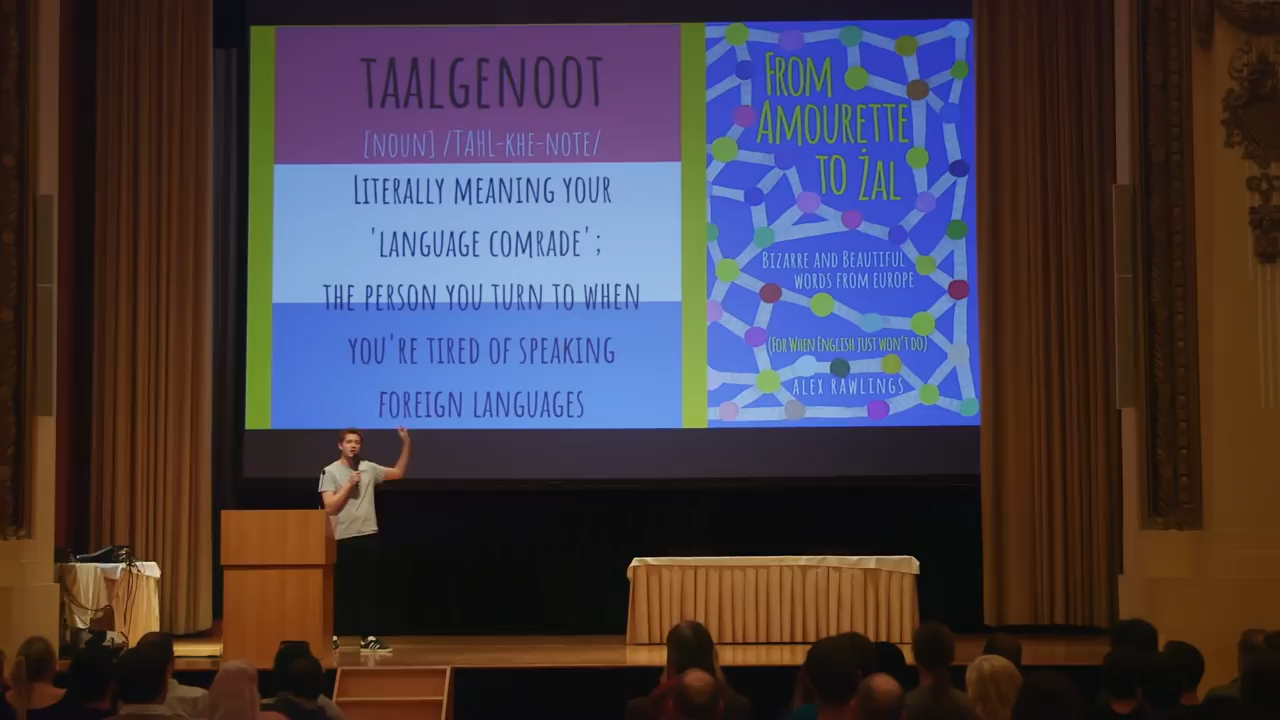 TAALGENOOT
[NOUN] /TAHL-KHE-NOTE/
LITERALLY MEANING YOUR
'LANGUAGE COMRADE';
THE PERSON YOU TURN TO WHEN
YOU'RE TIRED OF SPEAKING
FOREIGN LANGUAGES
FROM
AMOURETTE
TO ŻAL
BIZARRE AND BEAUTIFUL
WORDS FROM EUROPE
(FOR WHEN ENGLISH JUST WON'T DO)
ALEX RAWLINGS